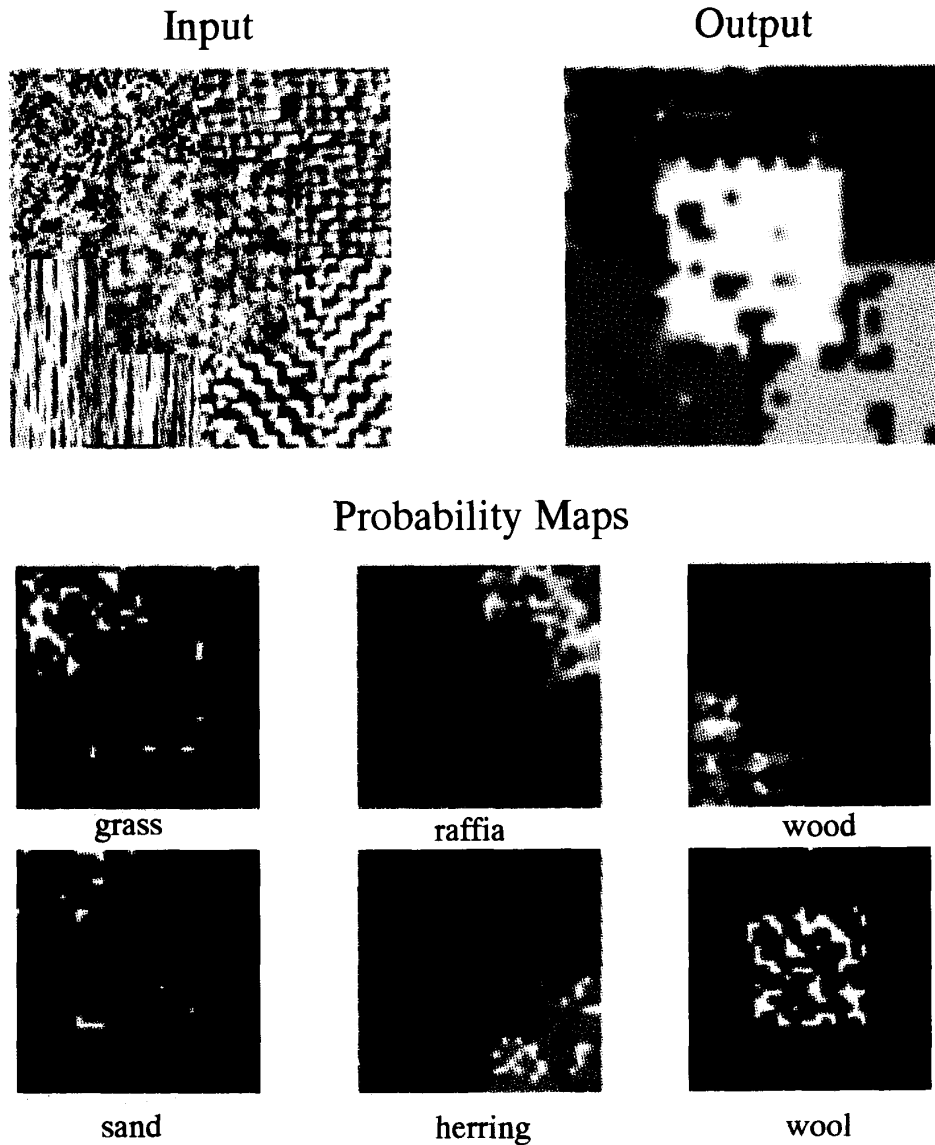 Input Output
Probability Maps
grass raffia wood
sand herring wool